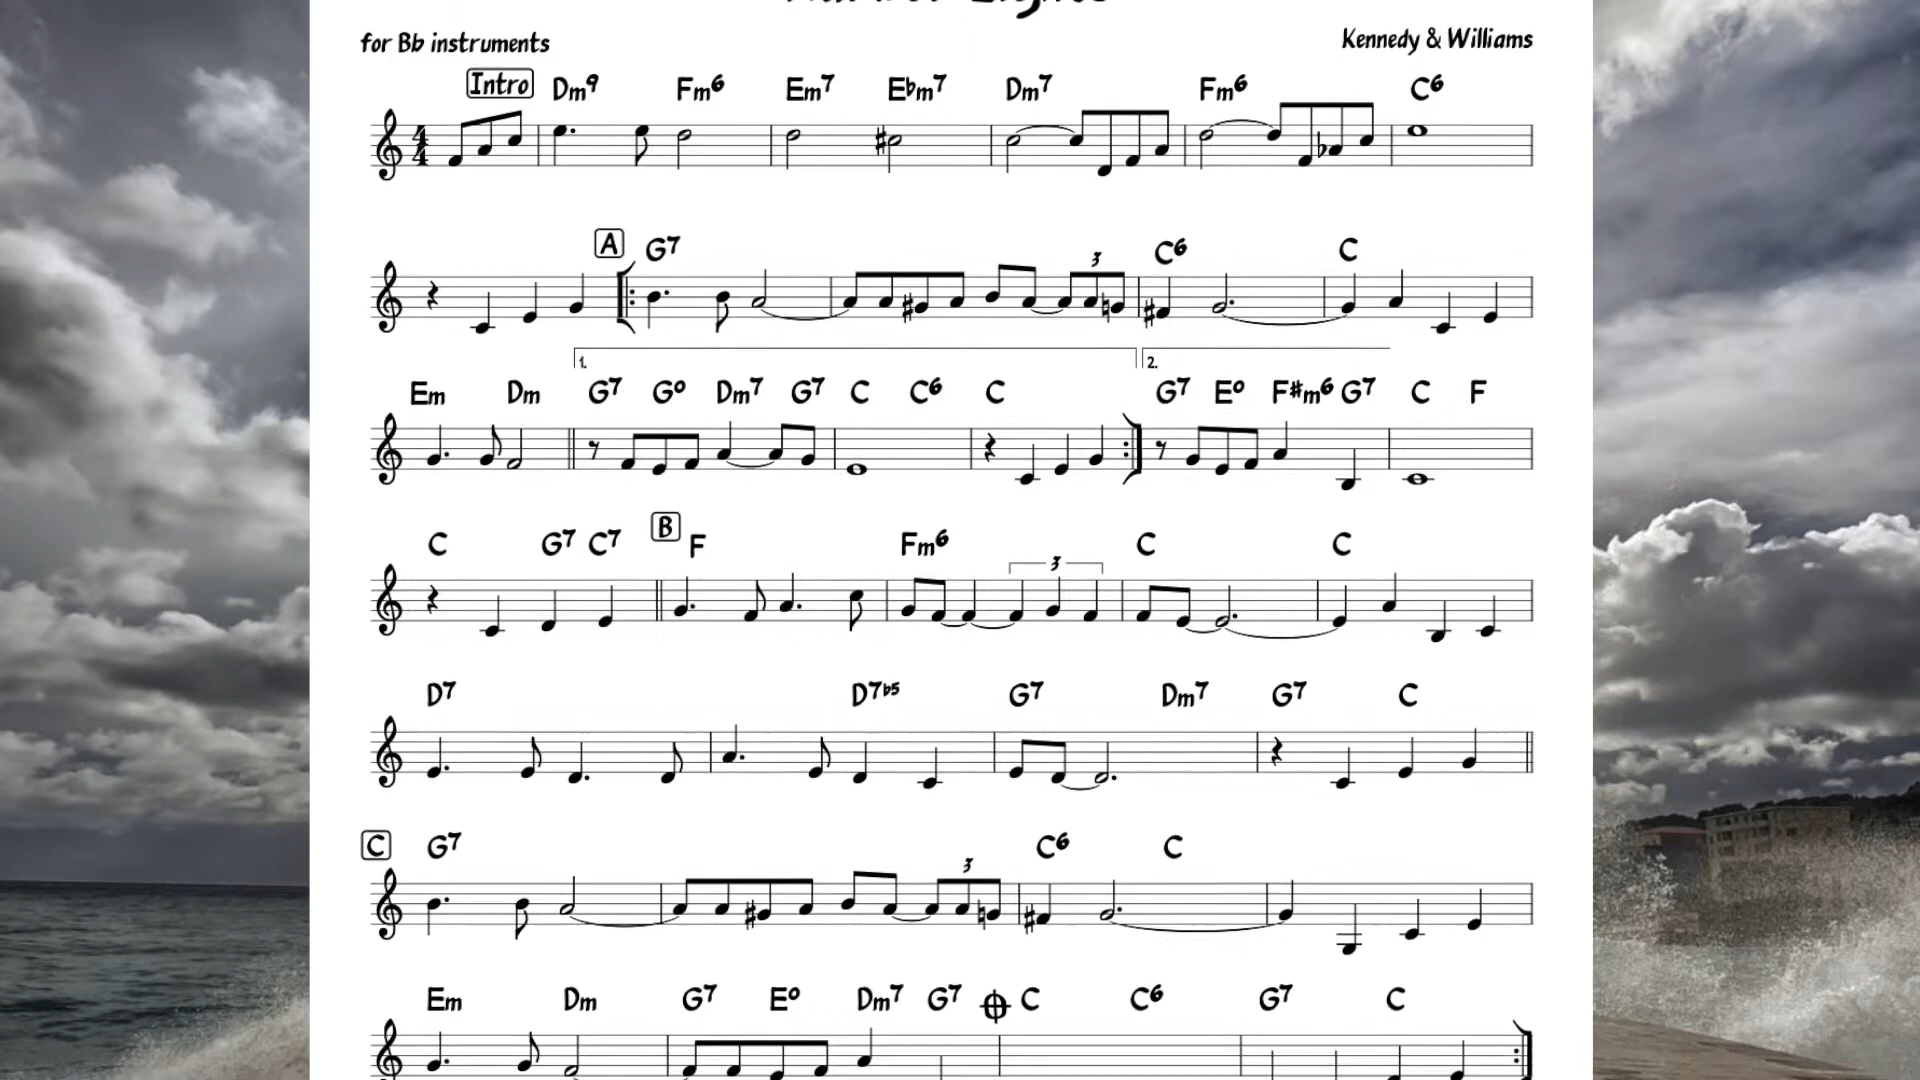 for Bb instruments
Kennedy & Williams
Intro Dm9 Fm6 Em7 Ebm7 Dm7 Fm6 C6
4
4
A G7 3 C6 C
1. 2.
Em Dm G7 Go Dm7 G7 C C6 C G7 Eo F#m6 G7 C F
C G7 C7 B F Fm6 3 C C
D7 D7b5 G7 Dm7 G7 C
C G7 3 C6 C
Em Dm G7 Eo Dm7 G7 C C6 G7 C